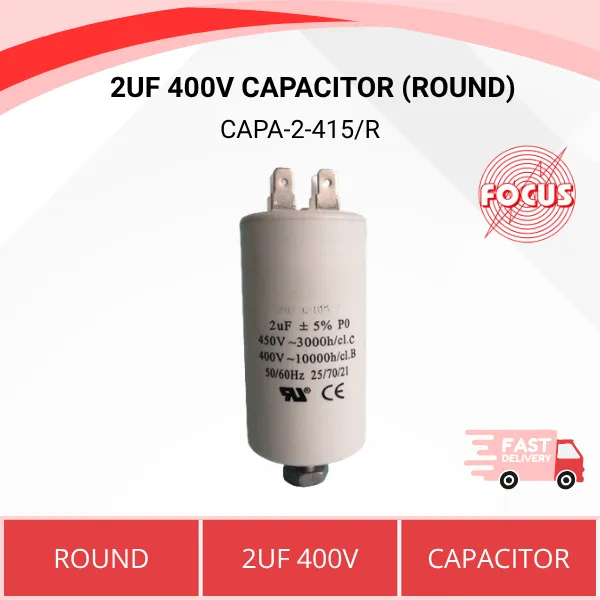 2UF 400V CAPACITOR (ROUND)
CAPA-2-415/R
FOCUS
2uF ± 5% P0
450V ~3000h/cl.C
400V ~10000h/cl.B
50/60Hz 25/70/21
CE
FAST
DELIVERY
ROUND
2UF 400V
CAPACITOR